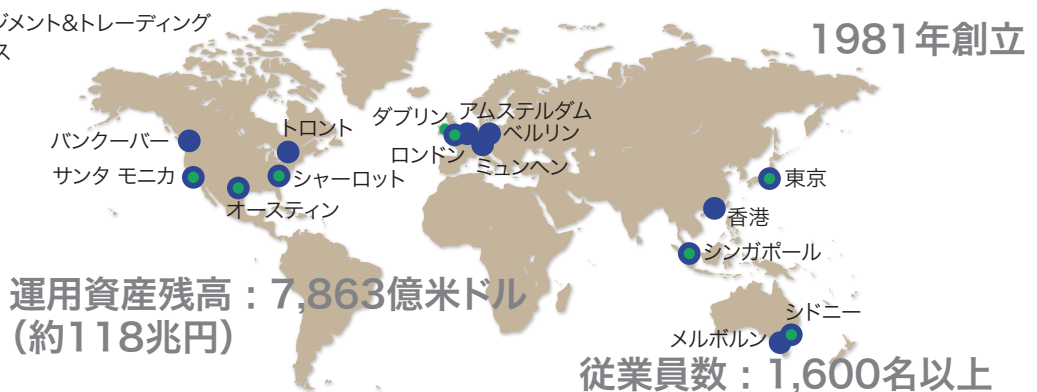 ジメント&トレーディング
ス
1981年創立
ダブリン
アムステルダム
ベルリン
ロンドン
ミュンヘン
バンクーバー
トロント
サンタ モニカ
シャーロット
オースティン
東京
香港
シンガポール
シドニー
メルボルン
運用資産残高：7,863億米ドル
（約118兆円）
従業員数：1,600名以上